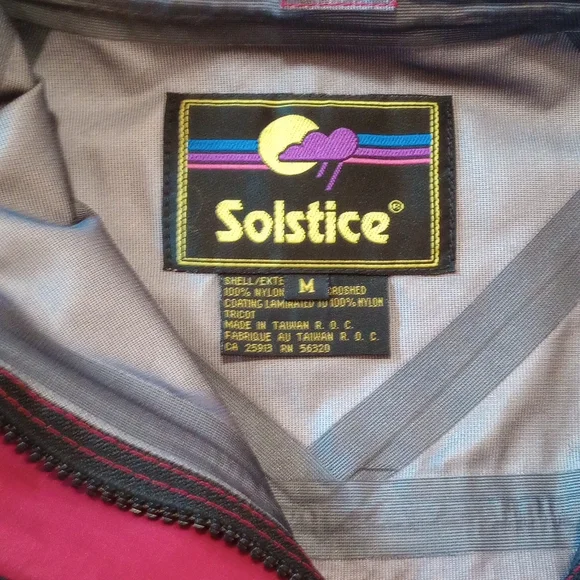 Solstice®
M
SHELL/EXTE
100% NYLON
COATING LAMINATED TO 100% NYLON
TRICOT
MADE IN TAIWAN R. O. C.
FABRIQUE AU TAIWAN R. O. C.
CA 25913 RN 56320